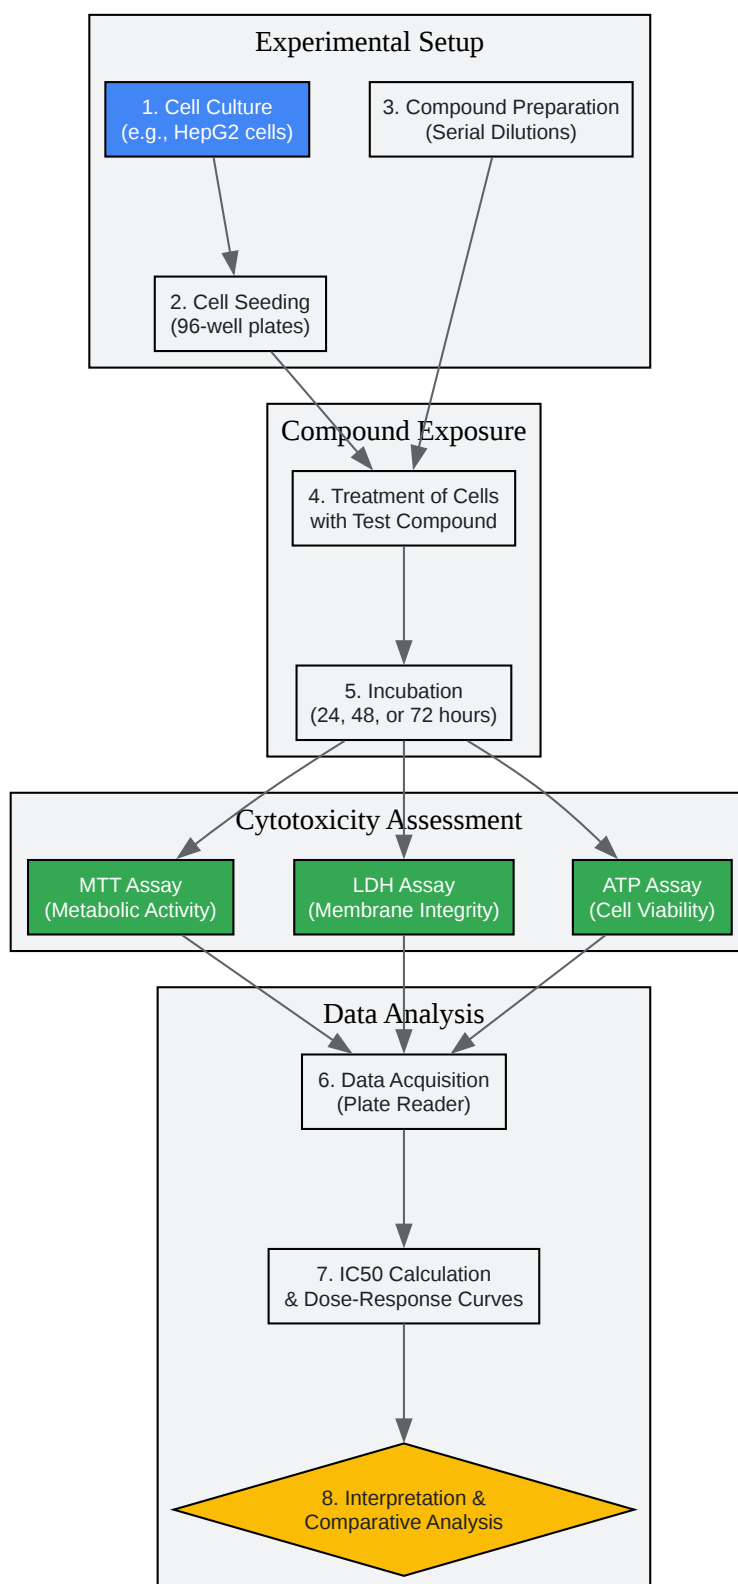 Experimental Setup
1. Cell Culture
(e.g., HepG2 cells)
3. Compound Preparation
(Serial Dilutions)
2. Cell Seeding
(96-well plates)
Compound Exposure
4. Treatment of Cells
with Test Compound
5. Incubation
(24, 48, or 72 hours)
Cytotoxicity Assessment
MTT Assay
(Metabolic Activity)
LDH Assay
(Membrane Integrity)
ATP Assay
(Cell Viability)
Data Analysis
6. Data Acquisition
(Plate Reader)
7. IC50 Calculation
& Dose-Response Curves
8. Interpretation &
Comparative Analysis